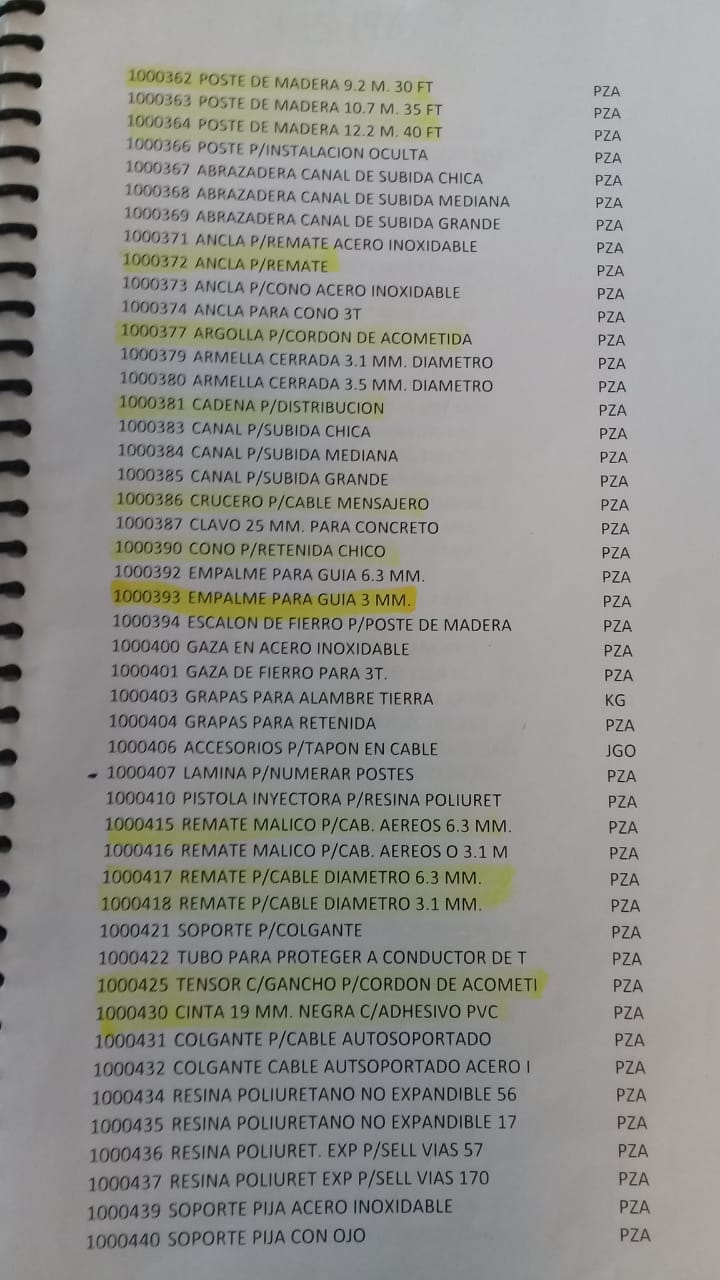 1000362 POSTE DE MADERA 9.2 M. 30 FT PZA
1000363 POSTE DE MADERA 10.7 M. 35 FT PZA
1000364 POSTE DE MADERA 12.2 M. 40 FT PZA
1000366 POSTE P/INSTALACION OCULTA PZA
1000367 ABRAZADERA CANAL DE SUBIDA CHICA PZA
1000368 ABRAZADERA CANAL DE SUBIDA MEDIANA PZA
1000369 ABRAZADERA CANAL DE SUBIDA GRANDE PZA
1000371 ANCLA P/REMATE ACERO INOXIDABLE PZA
1000372 ANCLA P/REMATE PZA
1000373 ANCLA P/CONO ACERO INOXIDABLE PZA
1000374 ANCLA PARA CONO 3T PZA
1000377 ARGOLLA P/CORDON DE ACOMETIDA PZA
1000379 ARMELLA CERRADA 3.1 MM. DIAMETRO PZA
1000380 ARMELLA CERRADA 3.5 MM. DIAMETRO PZA
1000381 CADENA P/DISTRIBUCION PZA
1000383 CANAL P/SUBIDA CHICA PZA
1000384 CANAL P/SUBIDA MEDIANA PZA
1000385 CANAL P/SUBIDA GRANDE PZA
1000386 CRUCERO P/CABLE MENSAJERO PZA
1000387 CLAVO 25 MM. PARA CONCRETO PZA
1000390 CONO P/RETENIDA CHICO PZA
1000392 EMPALME PARA GUIA 6.3 MM. PZA
1000393 EMPALME PARA GUIA 3 MM. PZA
1000394 ESCALON DE FIERRO P/POSTE DE MADERA PZA
1000400 GAZA EN ACERO INOXIDABLE PZA
1000401 GAZA DE FIERRO PARA 3T. PZA
1000403 GRAPAS PARA ALAMBRE TIERRA KG
1000404 GRAPAS PARA RETENIDA PZA
1000406 ACCESORIOS P/TAPON EN CABLE JGO
1000407 LAMINA P/NUMERAR POSTES PZA
1000410 PISTOLA INYECTORA P/RESINA POLIURET PZA
1000415 REMATE MALICO P/CAB. AEREOS 6.3 MM. PZA
1000416 REMATE MALICO P/CAB. AEREOS O 3.1 M PZA
1000417 REMATE P/CABLE DIAMETRO 6.3 MM. PZA
1000418 REMATE P/CABLE DIAMETRO 3.1 MM. PZA
1000421 SOPORTE P/COLGANTE PZA
1000422 TUBO PARA PROTEGER A CONDUCTOR DE T PZA
1000425 TENSOR C/GANCHO P/CORDON DE ACOMETI PZA
1000430 CINTA 19 MM. NEGRA C/ADHESIVO PVC PZA
1000431 COLGANTE P/CABLE AUTOSOPORTADO PZA
1000432 COLGANTE CABLE AUTSOPORTADO ACERO I PZA
1000434 RESINA POLIURETANO NO EXPANDIBLE 56 PZA
1000435 RESINA POLIURETANO NO EXPANDIBLE 17 PZA
1000436 RESINA POLIURET. EXP P/SELL VIAS 57 PZA
1000437 RESINA POLIURET EXP P/SELL VIAS 170 PZA
1000439 SOPORTE PIJA ACERO INOXIDABLE PZA
1000440 SOPORTE PIJA CON OJO PZA